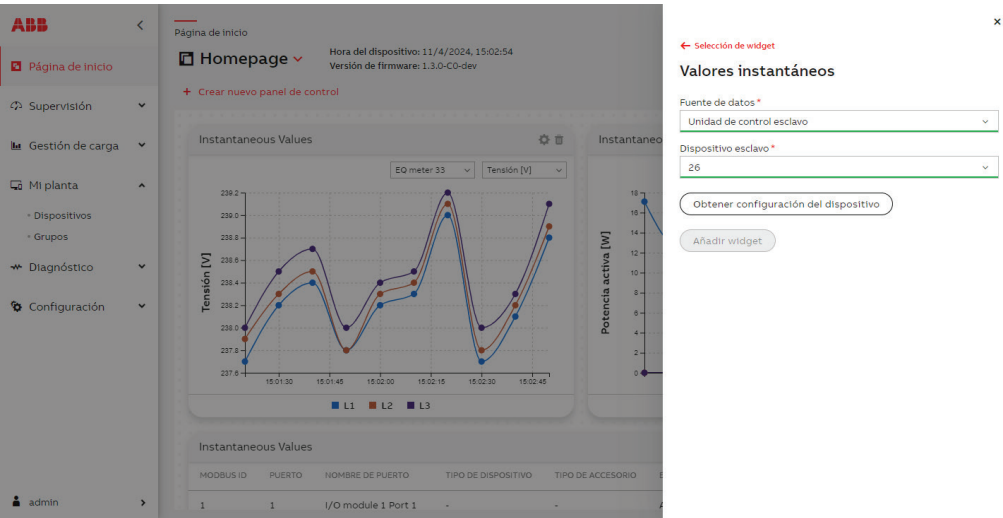 ABB
Página de inicio
Supervisión
Gestión de carga
Mi planta
Dispositivos
Grupos
Diagnóstico
Configuración
admin
Página de inicio
Homepage
Hora del dispositivo: 11/4/2024, 15:02:54
Versión de firmware: 1.3.0-C0-dev
+ Crear nuevo panel de control
Instantaneous Values
EQ meter 33
Tensión [V]
Tensión [V]
239.2
239.0
238.8
238.6
238.4
238.2
238.0
237.8
237.6
15:01:30 15:01:45 15:02:00 15:02:15 15:02:30 15:02:45
L1 L2 L3
Instantaneo
Potencia activa [W]
18
16
14
12
10
8
6
4
2
0
Instantaneous Values
MODBUS ID PUERTO NOMBRE DE PUERTO TIPO DE DISPOSITIVO TIPO DE ACCESORIO
1 1 I/O module 1 Port 1 - -
×
← Selección de widget
Valores instantáneos
Fuente de datos *
Unidad de control esclavo
Dispositivo esclavo *
26
Obtener configuración del dispositivo
Añadir widget